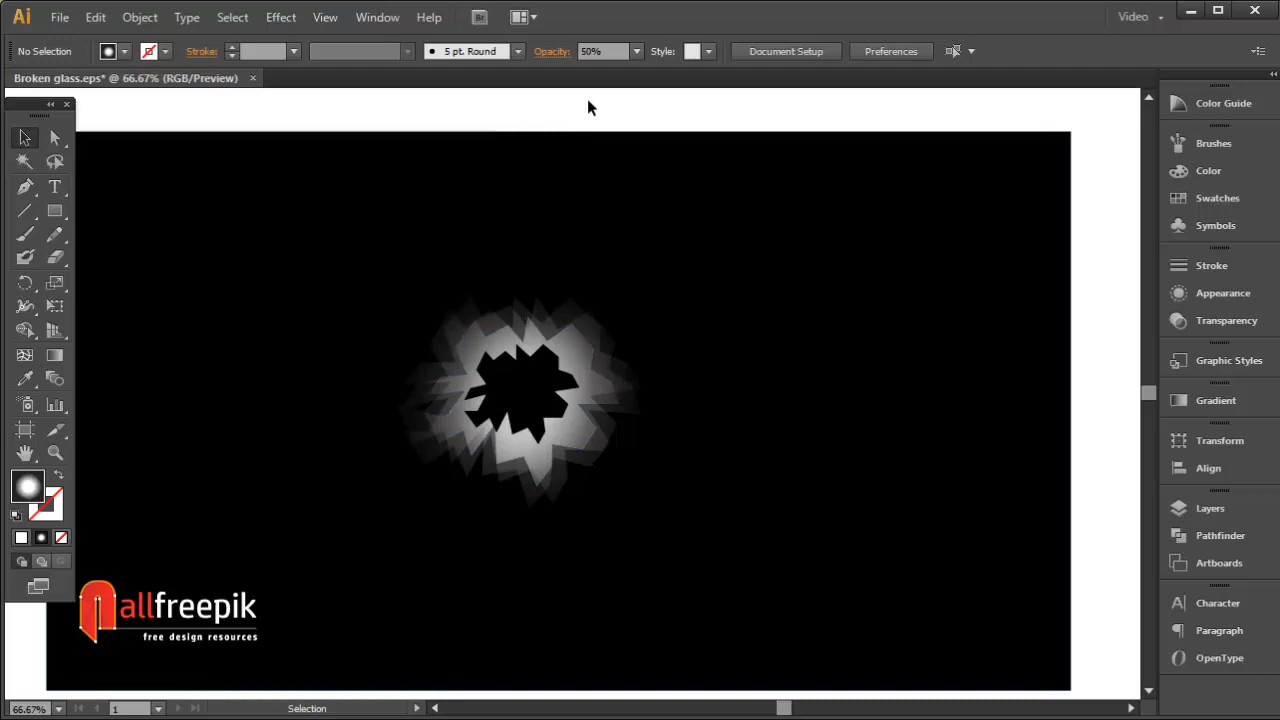 Ai File Edit Object Type Select Effect View Window Help Br Video
No Selection Stroke: 5 pt. Round Opacity: 50% Style: Document Setup Preferences
Broken glass.eps* @ 66.67% (RGB/Preview) ×
Color Guide
Brushes
Color
Swatches
Symbols
Stroke
Appearance
Transparency
Graphic Styles
Gradient
Transform
Align
Layers
Pathfinder
Artboards
Character
Paragraph
OpenType
allfreepik
free design resources
66.67% 1 Selection